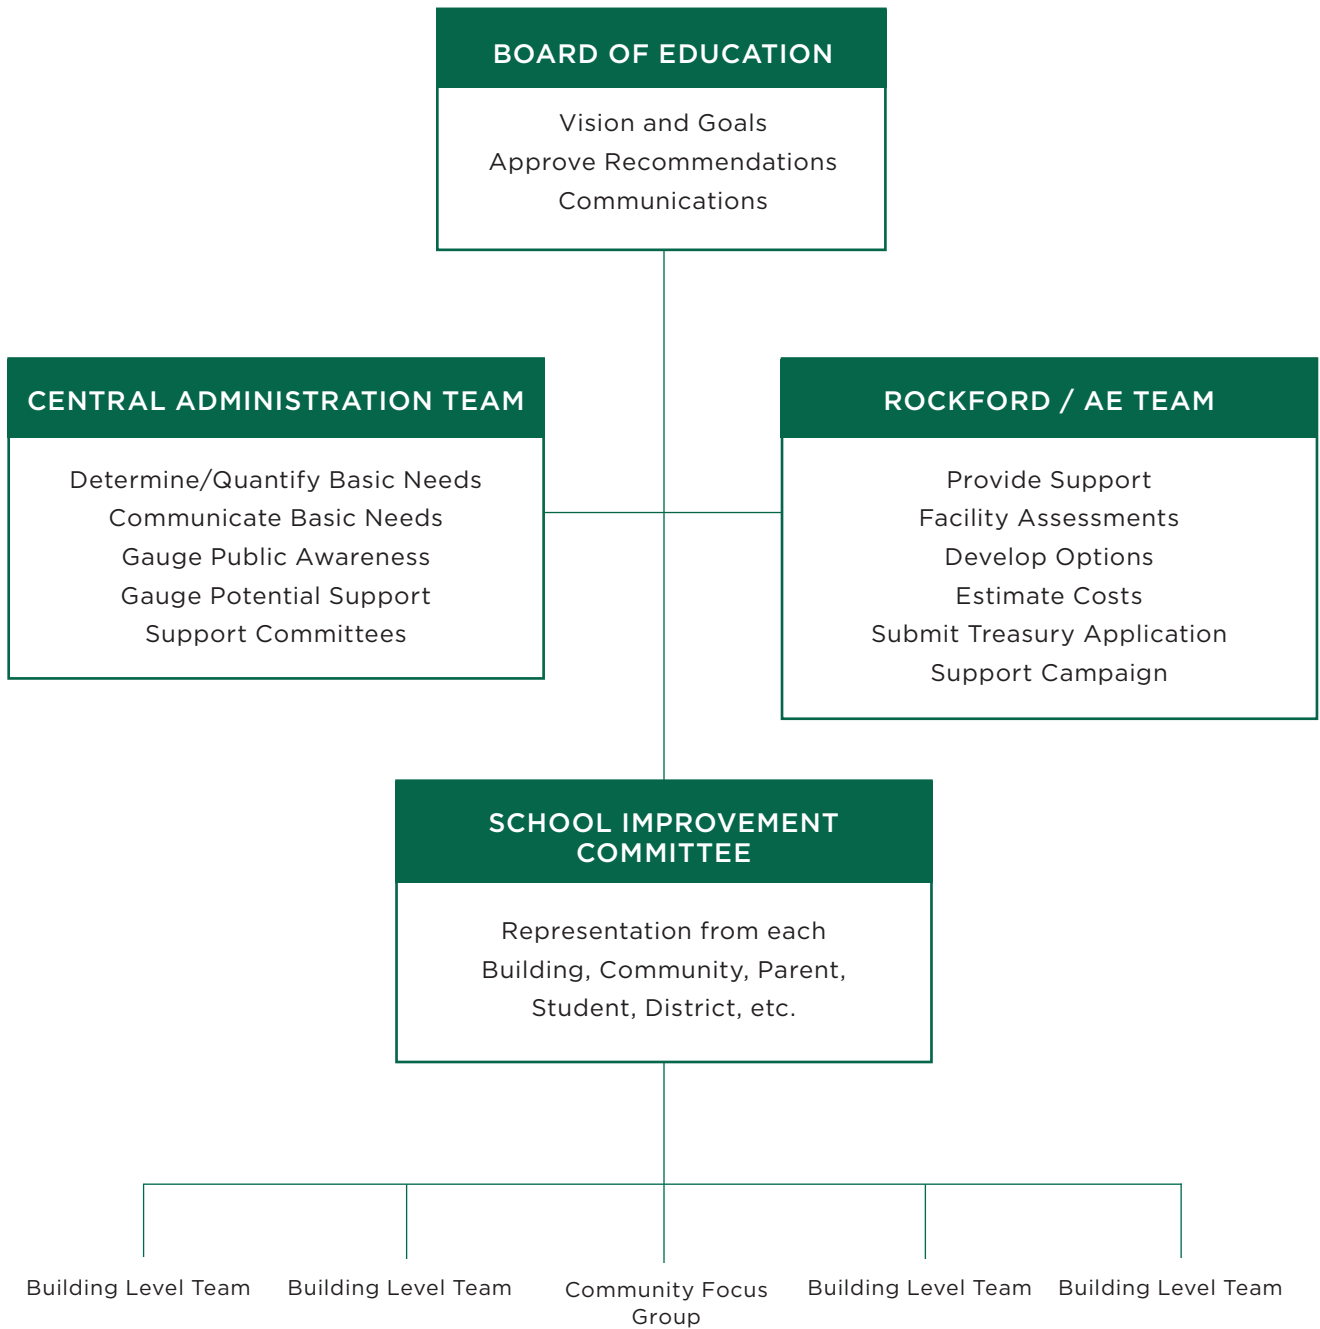 BOARD OF EDUCATION
Vision and Goals
Approve Recommendations
Communications
CENTRAL ADMINISTRATION TEAM
Determine/Quantify Basic Needs
Communicate Basic Needs
Gauge Public Awareness
Gauge Potential Support
Support Committees
ROCKFORD / AE TEAM
Provide Support
Facility Assessments
Develop Options
Estimate Costs
Submit Treasury Application
Support Campaign
SCHOOL IMPROVEMENT
COMMITTEE
Representation from each
Building, Community, Parent,
Student, District, etc.
Building Level Team
Building Level Team
Community Focus
Group
Building Level Team
Building Level Team